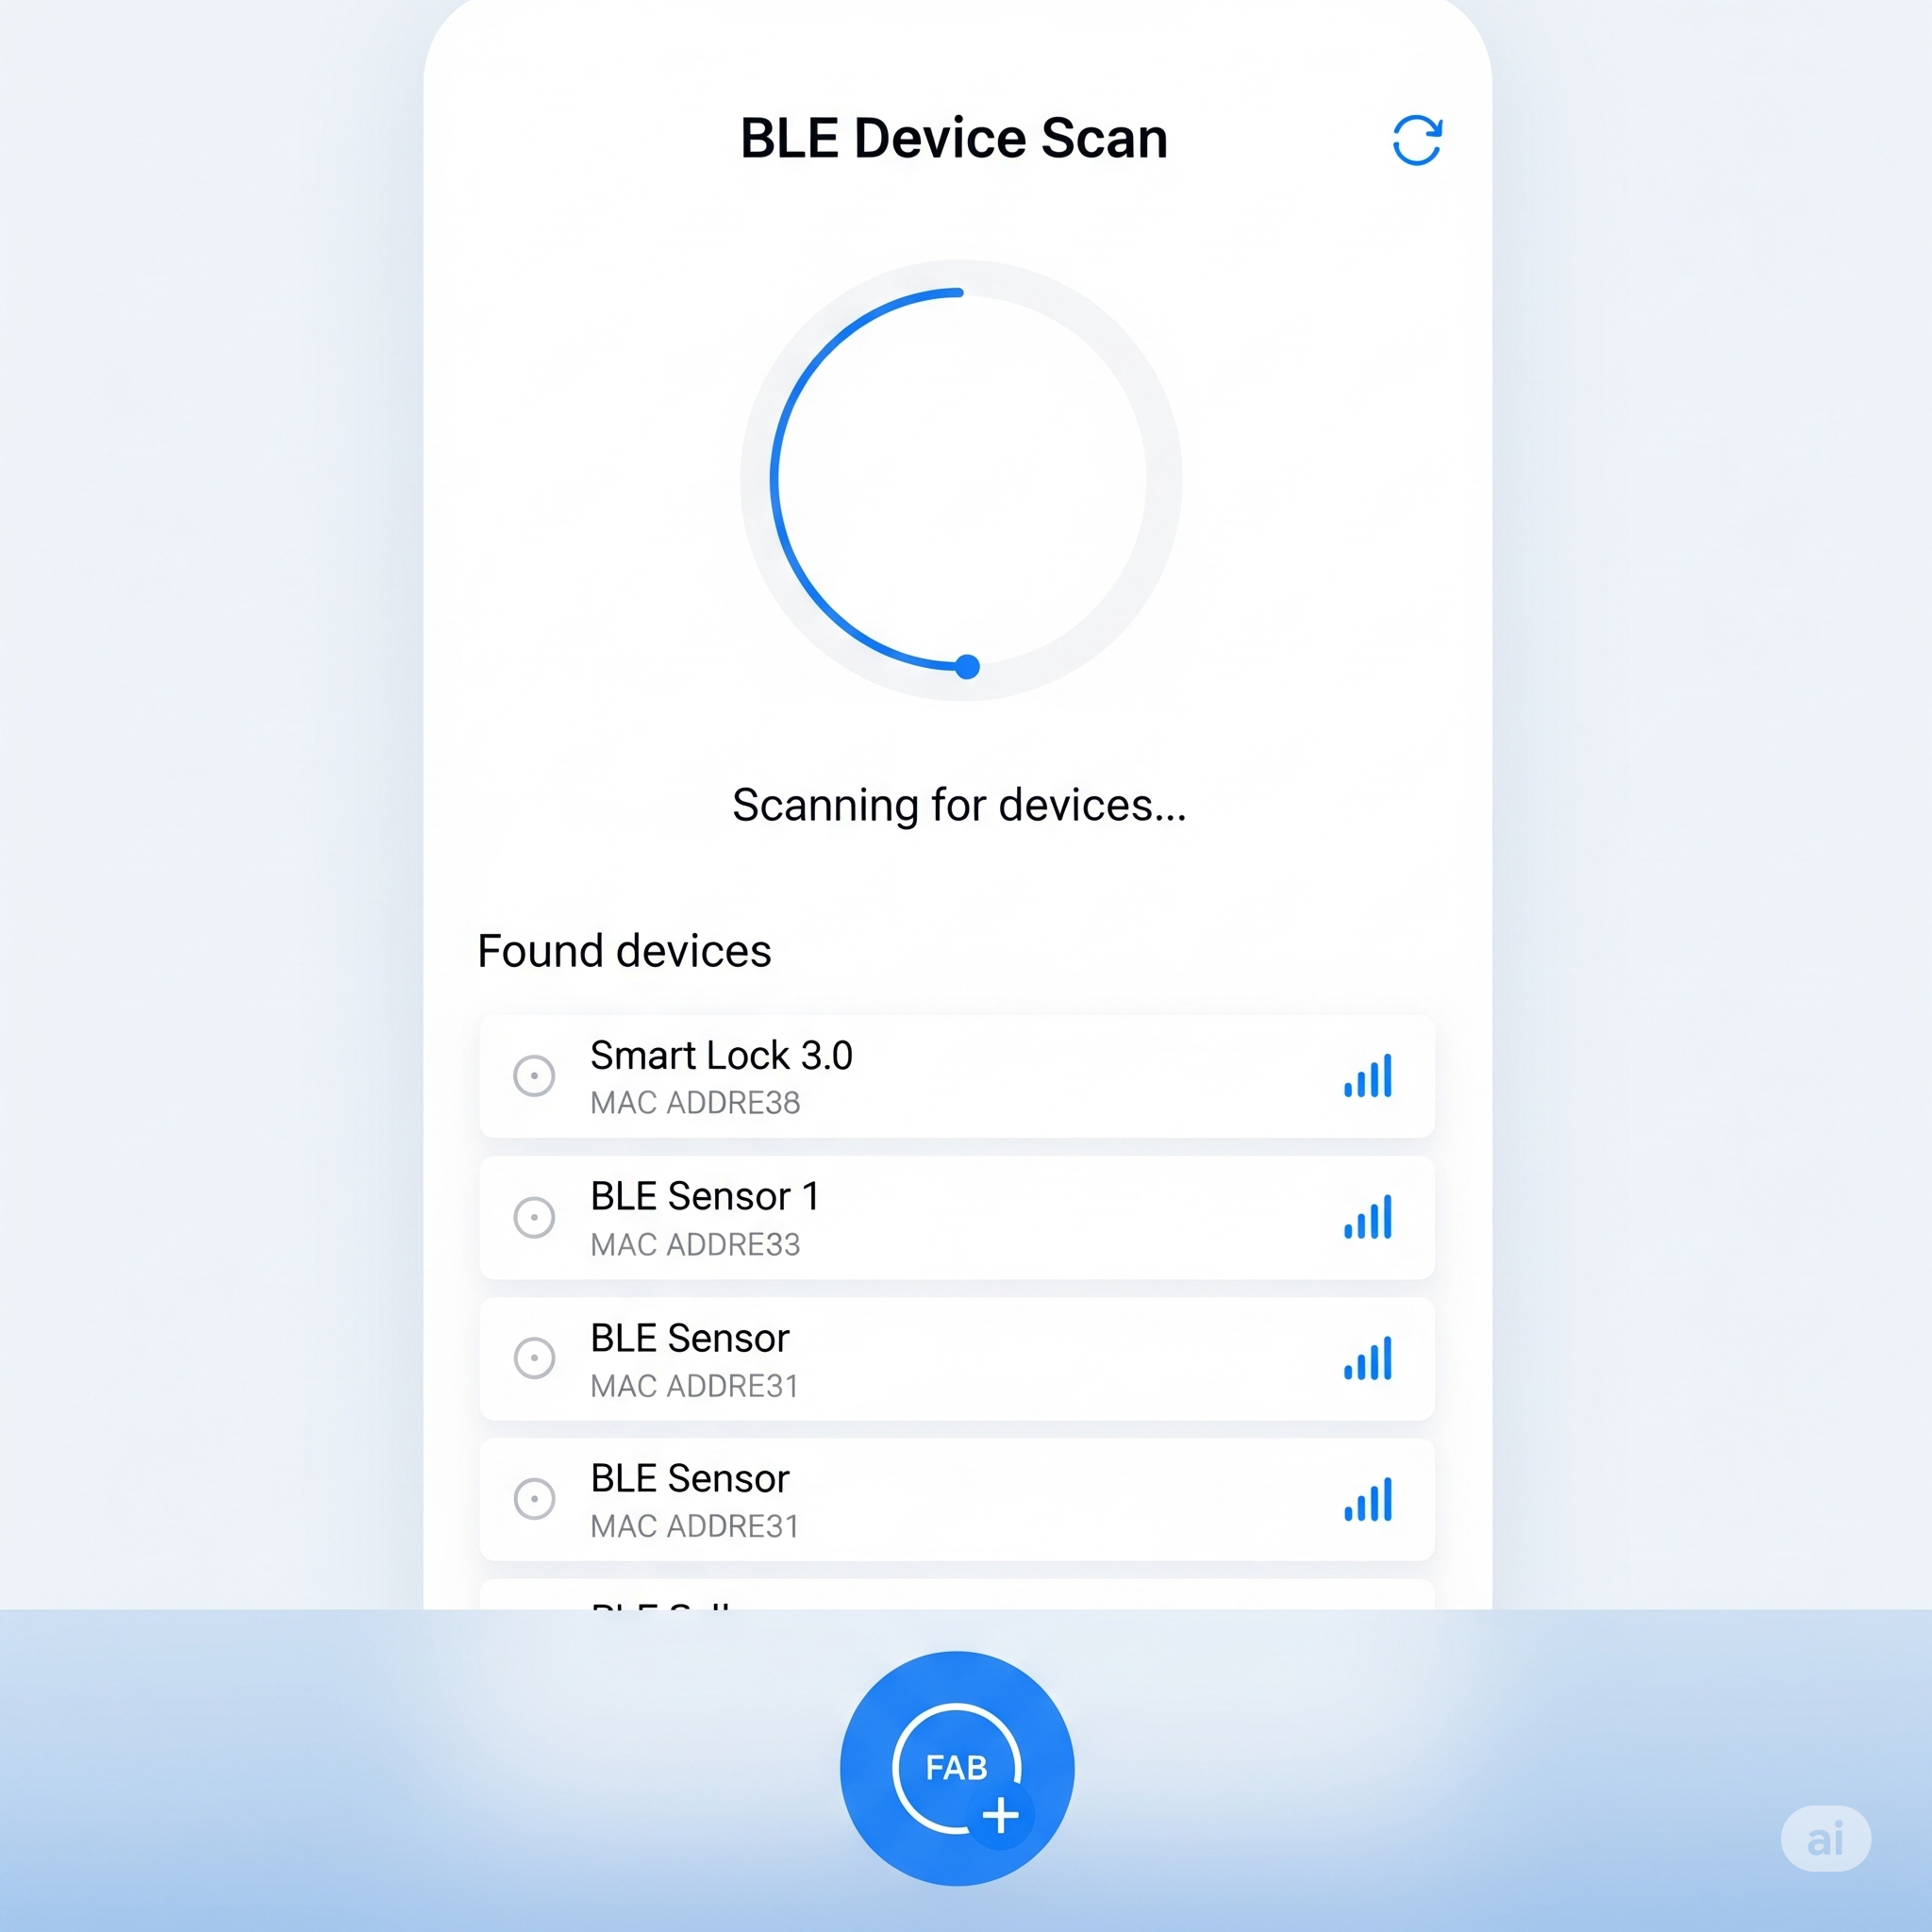 BLE Device Scan
Scanning for devices...
Found devices
Smart Lock 3.0
MAC ADDRE38
BLE Sensor 1
MAC ADDRE33
BLE Sensor
MAC ADDRE31
BLE Sensor
MAC ADDRE31
BLE
FAB
ai